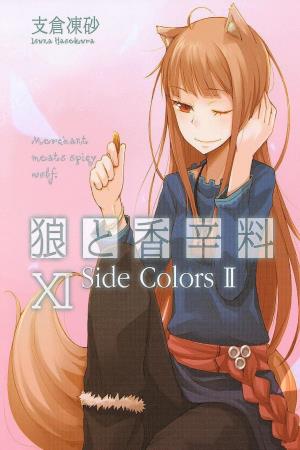 支倉凍砂
Isuna Hasekura
Merchant
meats spicy
wolf.
狼と香辛料
XI Side Colors II